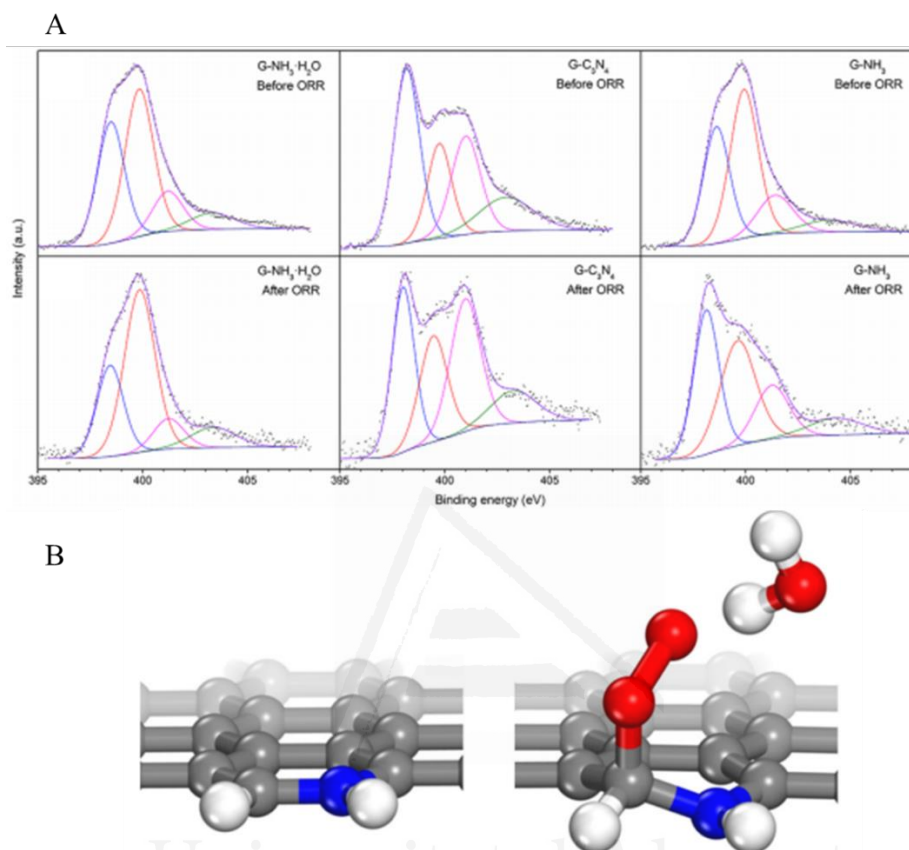 A
G-NH₃·H₂O
Before ORR
G-C₃N₄
Before ORR
G-NH₃
Before ORR
G-NH₃·H₂O
After ORR
G-C₃N₄
After ORR
G-NH₃
After ORR
Intensity (a.u.)
395 400 405 395 400 405 395 400 405
Binding energy (eV)
B